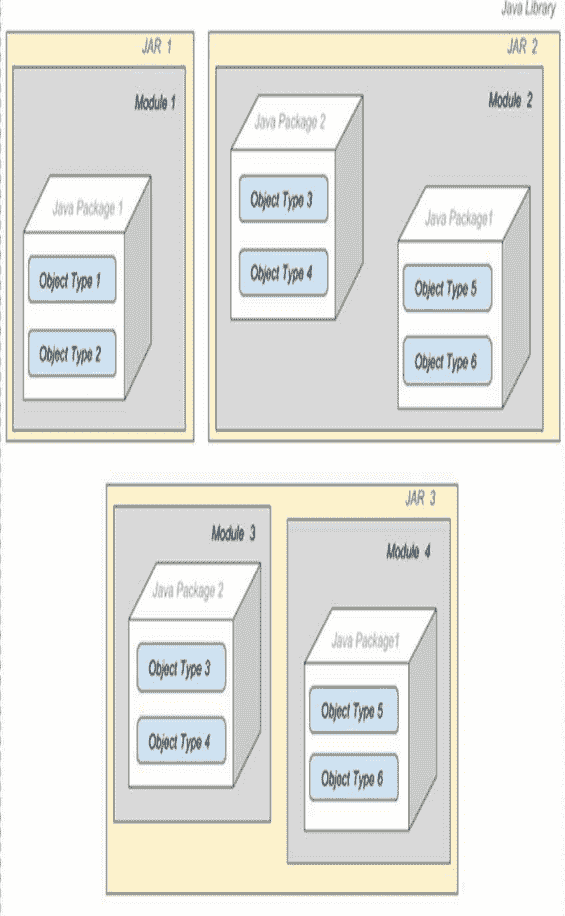 Java Library
JAR 1
Module 1
Java Package 1
Object Type 1
Object Type 2
JAR 2
Module 2
Java Package 2
Object Type 3
Object Type 4
Java Package1
Object Type 5
Object Type 6
JAR 3
Module 3
Java Package 2
Object Type 3
Object Type 4
Module 4
Java Package1
Object Type 5
Object Type 6